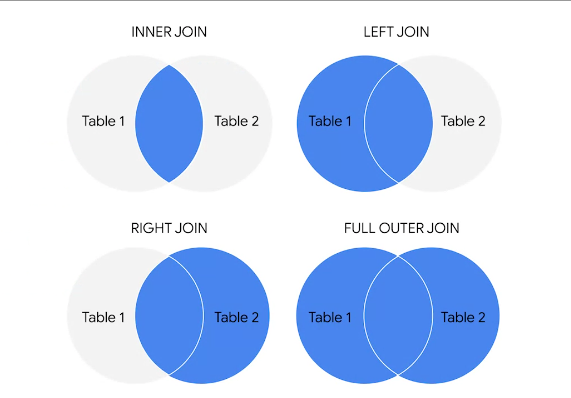 INNER JOIN
LEFT JOIN
Table 1
Table 2
Table 1
Table 2
RIGHT JOIN
FULL OUTER JOIN
Table 1
Table 2
Table 1
Table 2